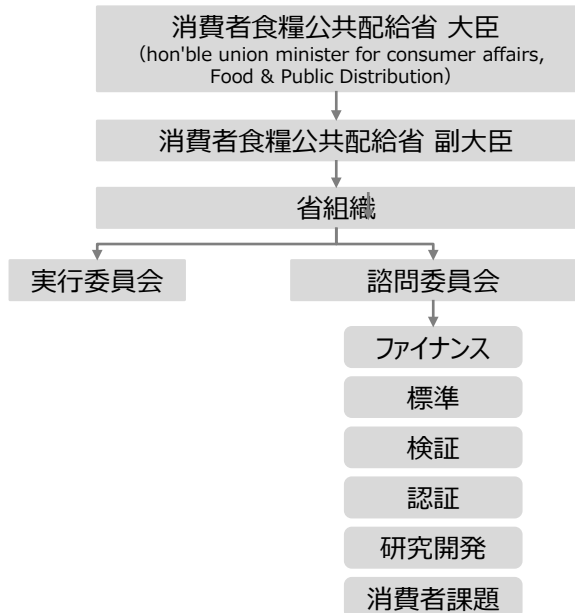 消費者食糧公共配給省 大臣
(hon'ble union minister for consumer affairs,
Food & Public Distribution)
消費者食糧公共配給省 副大臣
省組織
実行委員会
諮問委員会
ファイナンス
標準
検証
認証
研究開発
消費者課題